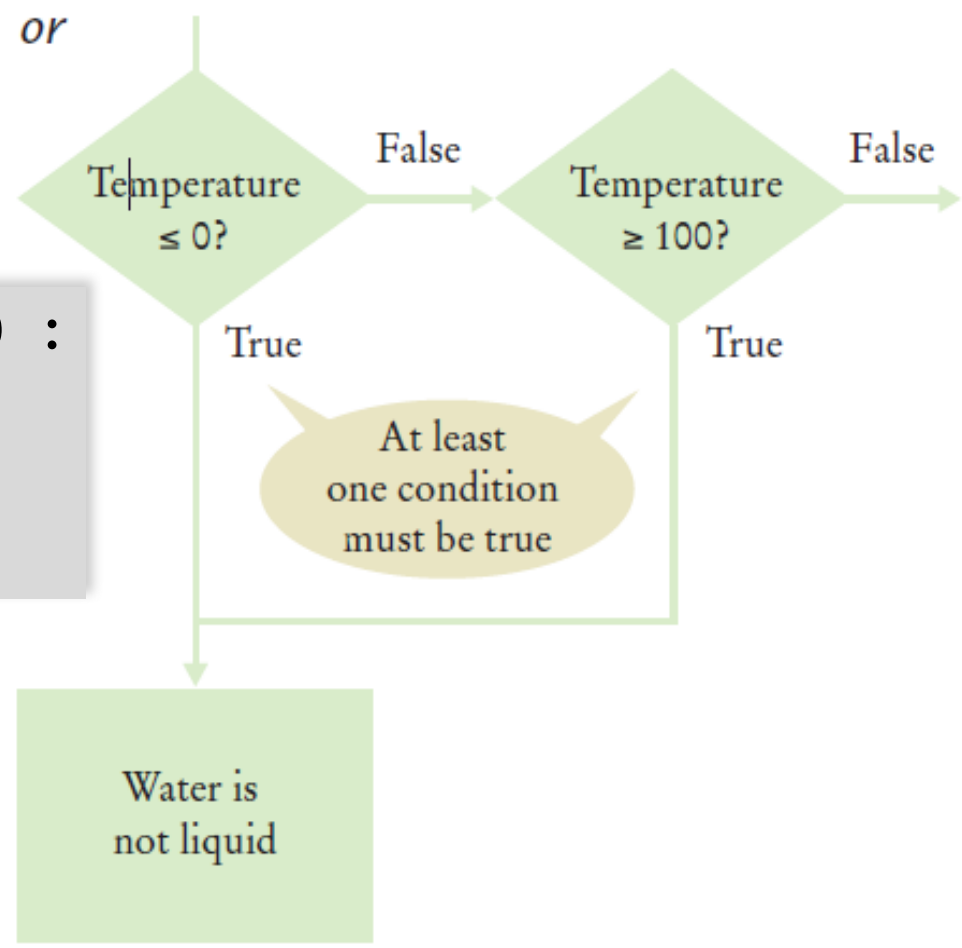 or
Temperature
≤ 0?
False
Temperature
≥ 100?
False
) :
True
True
At least
one condition
must be true
Water is
not liquid